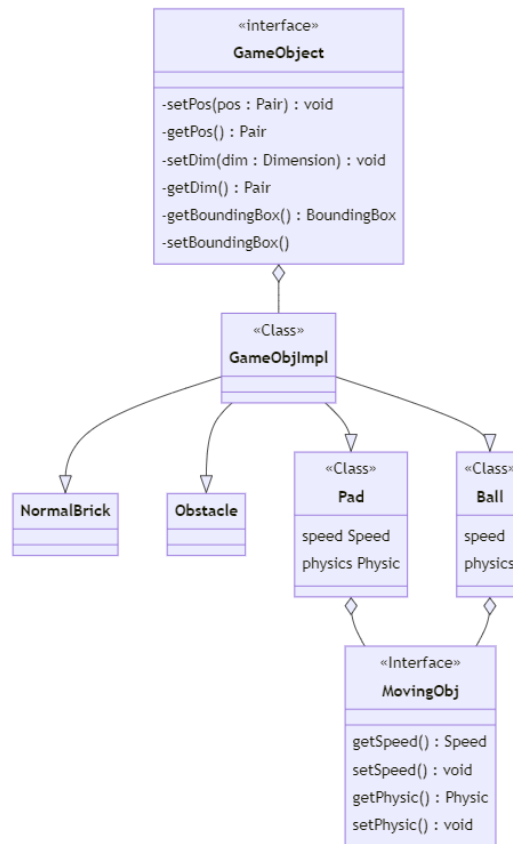 «interface»
GameObject
-setPos(pos : Pair) : void
-getPos() : Pair
-setDim(dim : Dimension) : void
-getDim() : Pair
-getBoundingBox() : BoundingBox
-setBoundingBox()
«Class»
GameObjImpl
NormalBrick
Obstacle
«Class»
Pad
speed Speed
physics Physic
«Class»
Ball
speed
physics
«Interface»
MovingObj
getSpeed() : Speed
setSpeed() : void
getPhysic() : Physic
setPhysic() : void